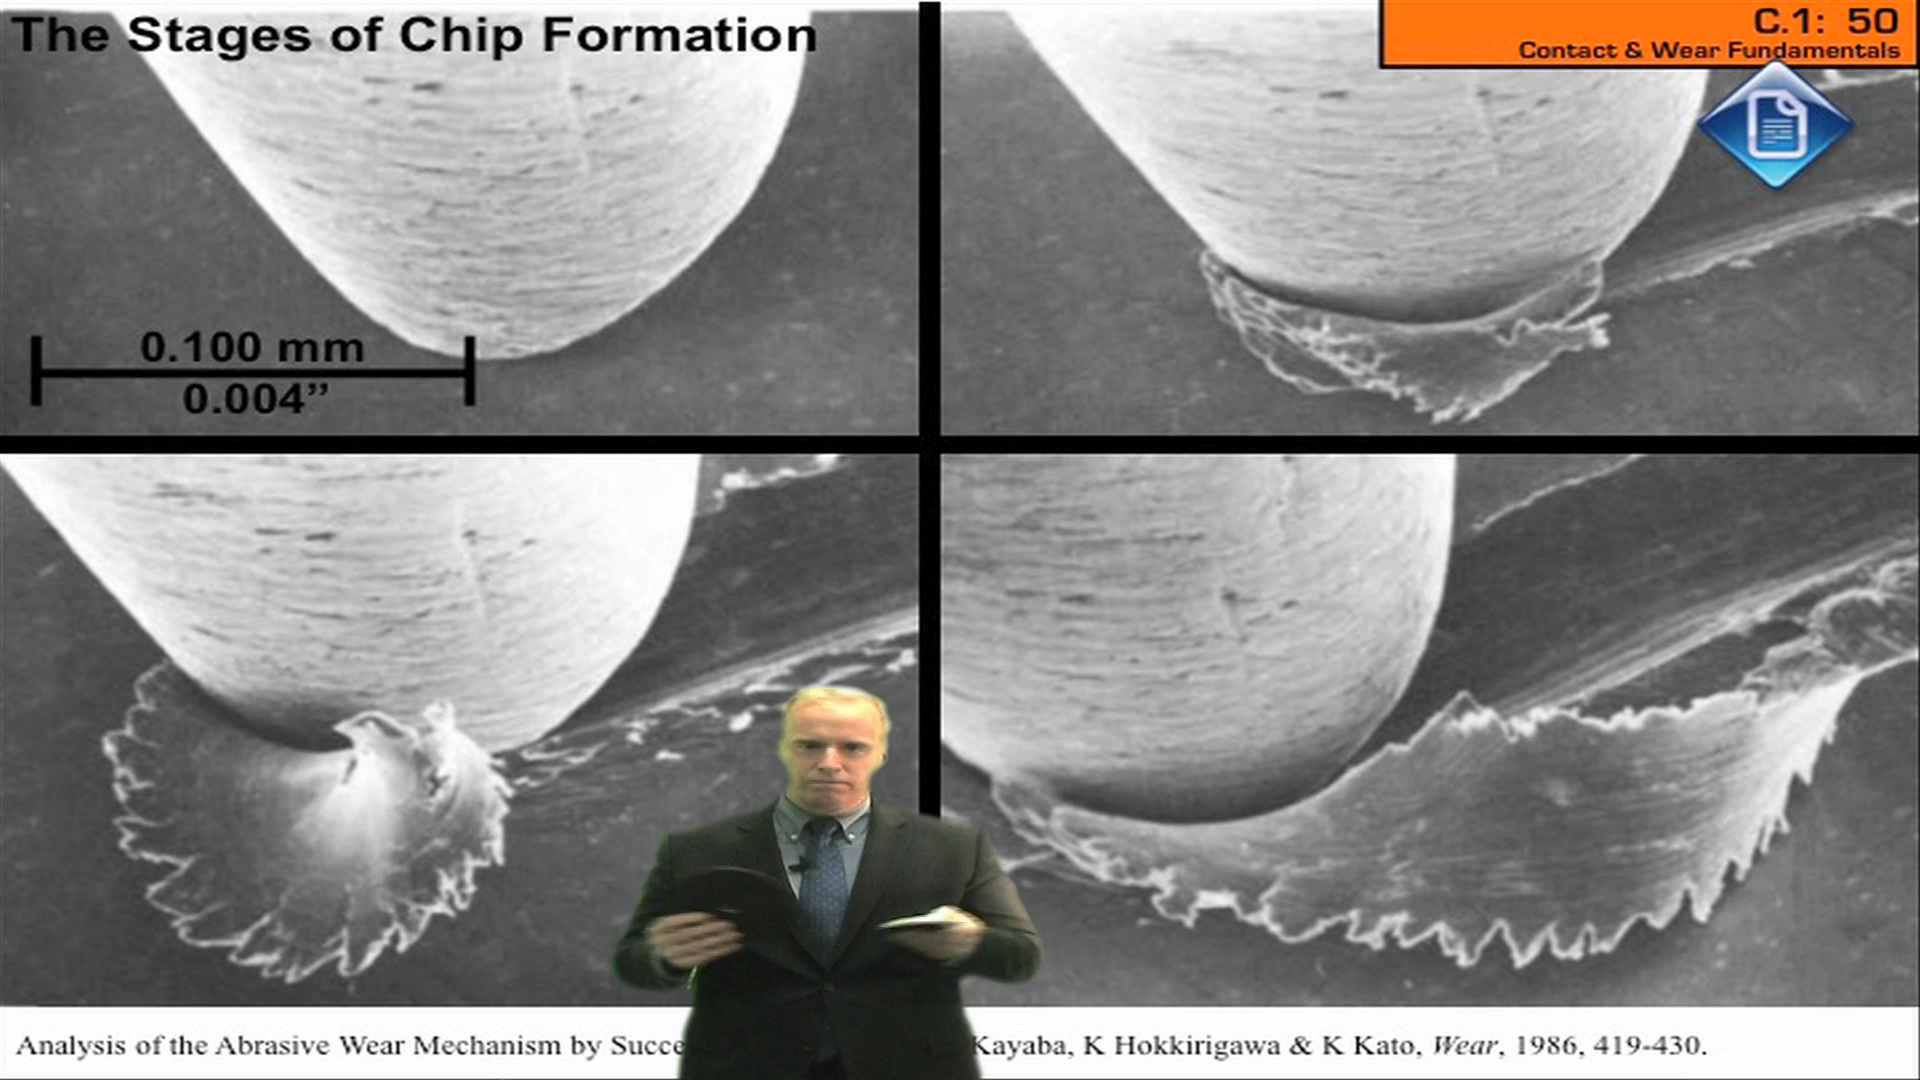 The Stages of Chip Formation
C.1: 50
Contact & Wear Fundamentals
0.100 mm
0.004”
Analysis of the Abrasive Wear Mechanism by Kayaba, K Hokkirigawa & K Kato, Wear, 1986, 419-430.